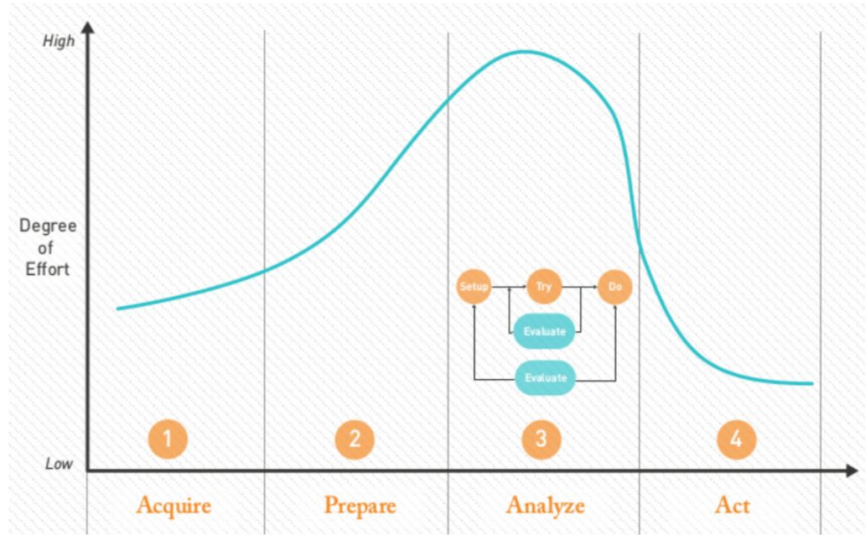 High
Degree
of
Effort
Setup
Try
Do
Evaluate
Evaluate
1
2
3
4
Low
Acquire
Prepare
Analyze
Act